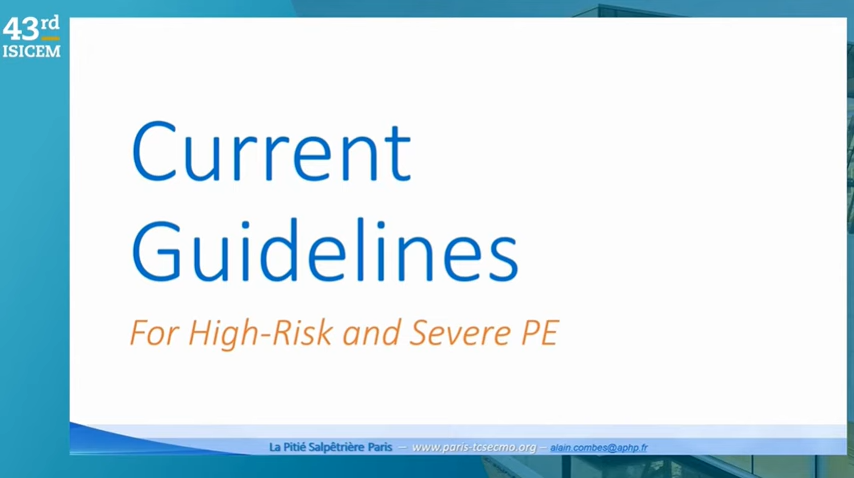 43rd
ISICEM
Current
Guidelines
For High-Risk and Severe PE
La Pitié Salpêtrière Paris – www.paris-tcsecmo.org – alain.combes@aphp.fr